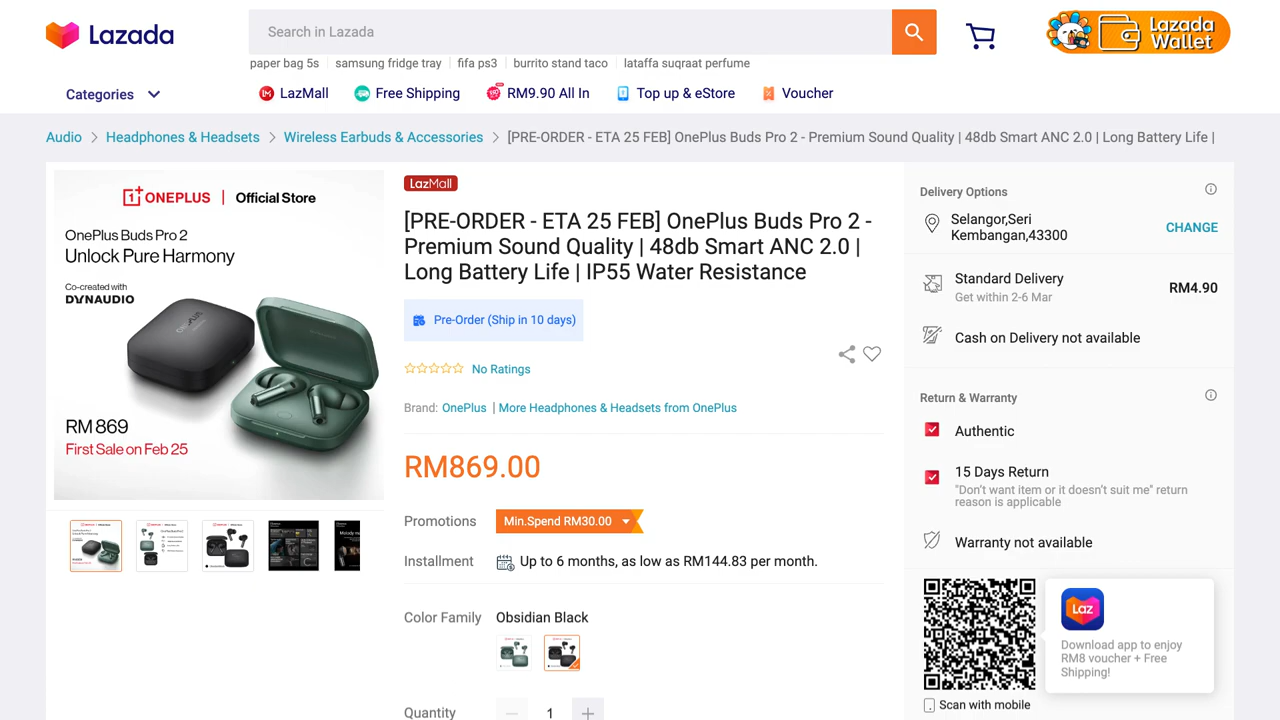 Lazada
Search in Lazada
Lazada
Wallet
paper bag 5s
samsung fridge tray
fifa ps3
burrito stand taco
lataffa suqraat perfume
Categories
LazMall
Free Shipping
RM9.90 All In
Top up & eStore
Voucher
Audio
Headphones & Headsets
Wireless Earbuds & Accessories
[PRE-ORDER - ETA 25 FEB] OnePlus Buds Pro 2 - Premium Sound Quality | 48db Smart ANC 2.0 | Long Battery Life |
ONEPLUS | Official Store
OnePlus Buds Pro 2
Unlock Pure Harmony
Co-created with
DYNAUDIO
ONEPLUS
RM 869
First Sale on Feb 25
LazMall
[PRE-ORDER - ETA 25 FEB] OnePlus Buds Pro 2 -
Premium Sound Quality | 48db Smart ANC 2.0 |
Long Battery Life | IP55 Water Resistance
Pre-Order (Ship in 10 days)
No Ratings
Brand: OnePlus | More Headphones & Headsets from OnePlus
RM869.00
Promotions
Min.Spend RM30.00
Installment
Up to 6 months, as low as RM144.83 per month.
Color Family
Obsidian Black
Quantity
1
Delivery Options
Selangor,Seri
Kembangan,43300
CHANGE
Standard Delivery
Get within 2-6 Mar
RM4.90
Cash on Delivery not available
Return & Warranty
Authentic
15 Days Return
"Don't want item or it doesn't suit me" return
reason is applicable
Warranty not available
Laz
Download app to enjoy
RM8 voucher + Free
Shipping!
Scan with mobile